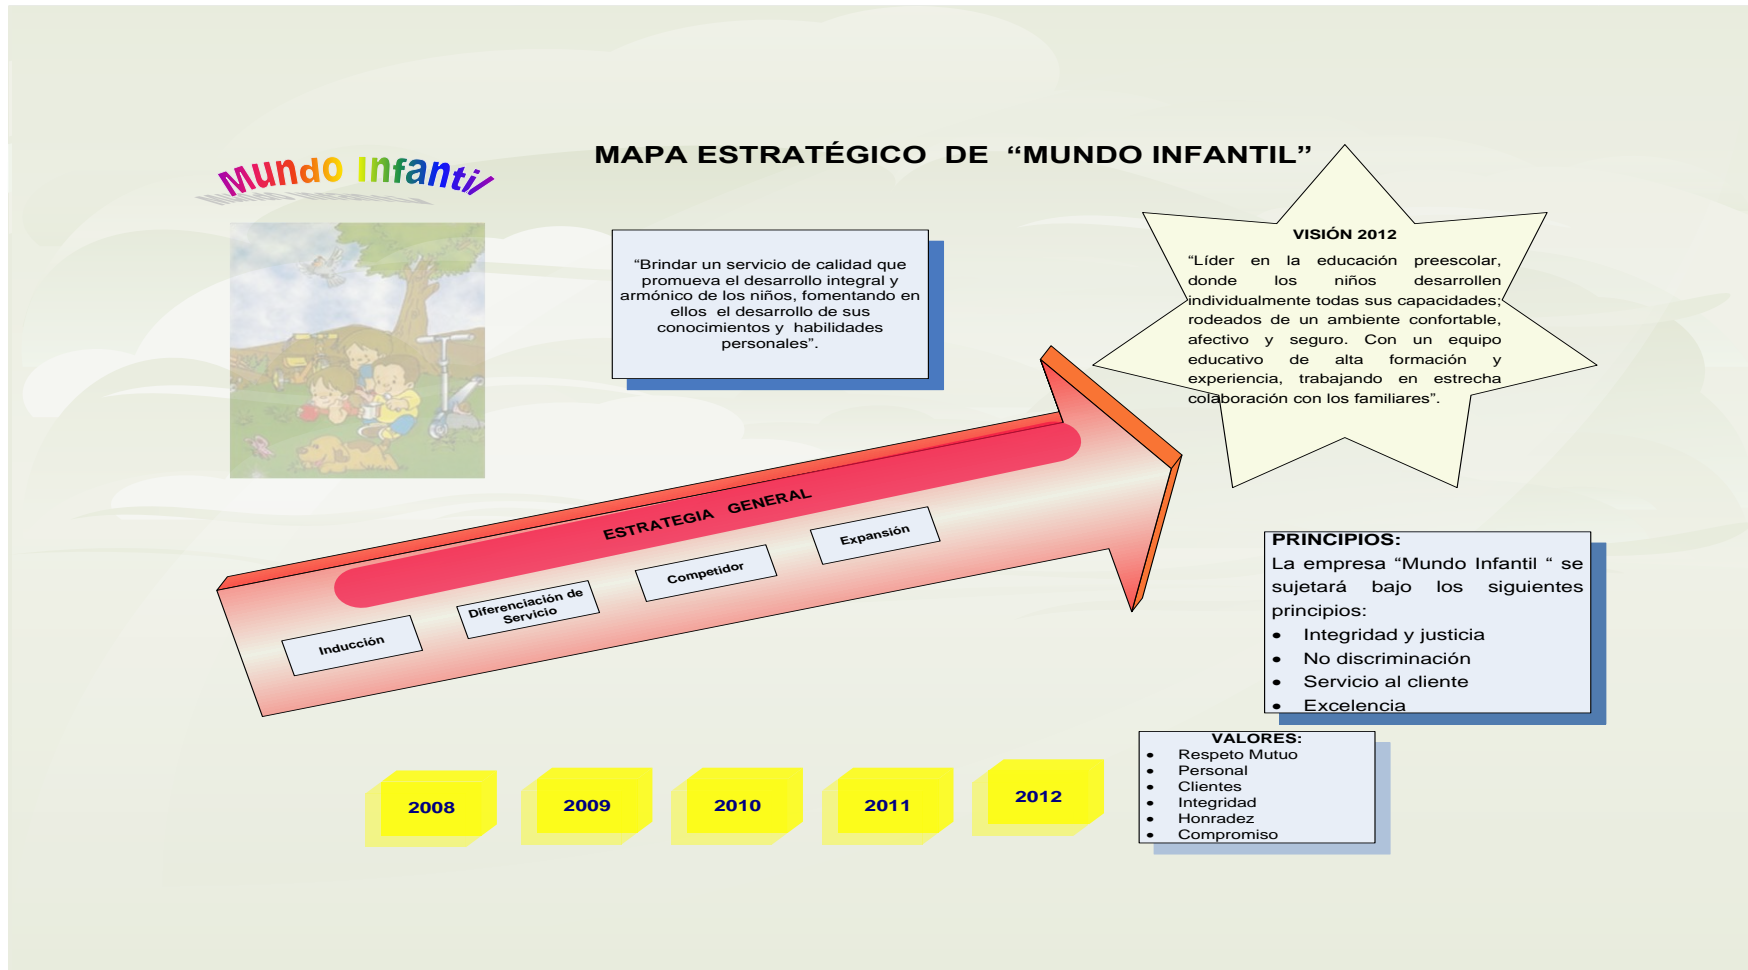 Mundo Infantil
MAPA ESTRATÉGICO DE “MUNDO INFANTIL”
“Brindar un servicio de calidad que
promueva el desarrollo integral y
armónico de los niños, fomentando en
ellos el desarrollo de sus
conocimientos y habilidades
personales”.
VISIÓN 2012
“Líder en la educación preescolar,
donde los niños desarrollen
individualmente todas sus capacidades;
rodeados de un ambiente confortable,
afectivo y seguro. Con un equipo
educativo de alta formación y
experiencia, trabajando en estrecha
colaboración con los familiares”.
ESTRATEGIA GENERAL
Inducción
Diferenciación de
Servicio
Competidor
Expansión
PRINCIPIOS:
La empresa “Mundo Infantil “ se
sujetará bajo los siguientes
principios:
• Integridad y justicia
• No discriminación
• Servicio al cliente
• Excelencia
VALORES:
• Respeto Mutuo
• Personal
• Clientes
• Integridad
• Honradez
• Compromiso
2008
2009
2010
2011
2012